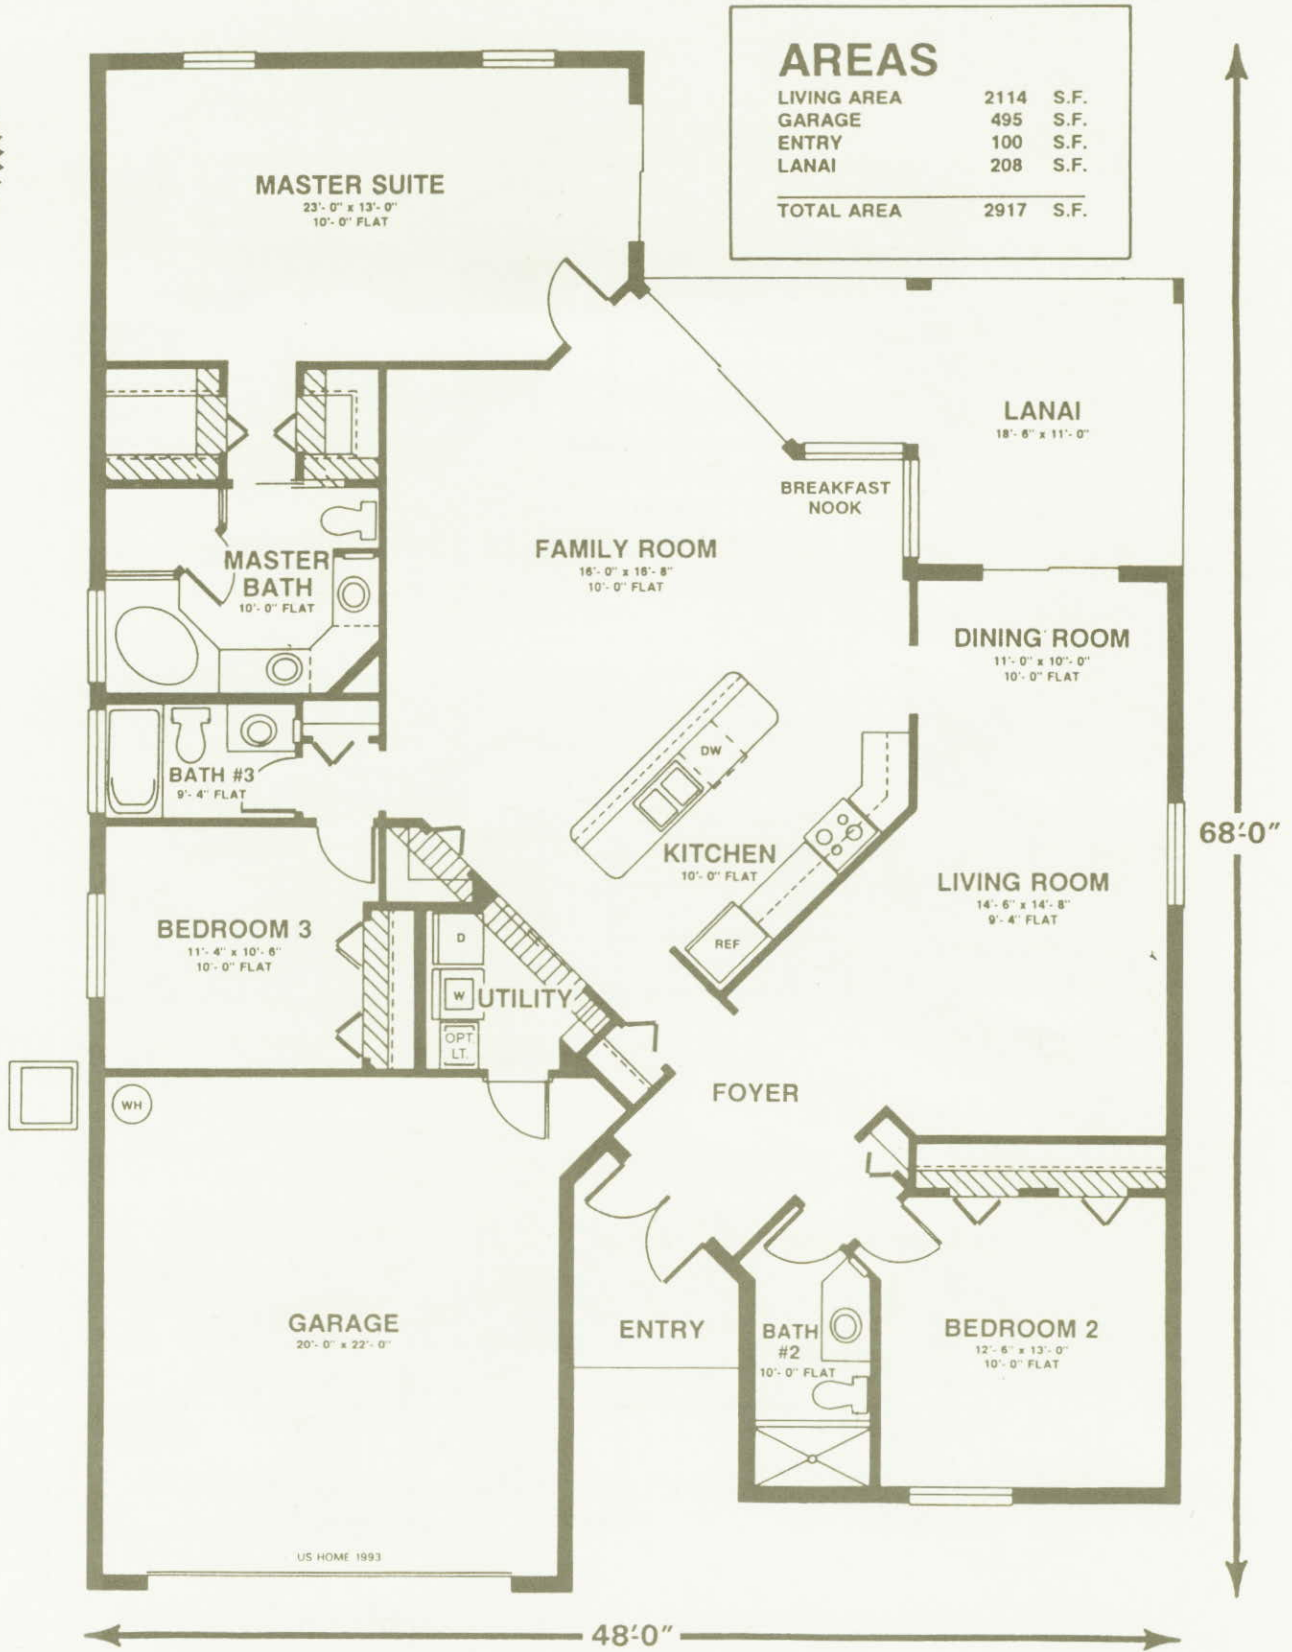 AREAS
LIVING AREA 2114 S.F.
GARAGE 495 S.F.
ENTRY 100 S.F.
LANAI 208 S.F.
TOTAL AREA 2917 S.F.
MASTER SUITE
23'-0" x 13'-0"
10'-0" FLAT
LANAI
18'-6" x 11'-0"
BREAKFAST
NOOK
FAMILY ROOM
16'-0" x 16'-8"
10'-0" FLAT
MASTER
BATH
10'-0" FLAT
DINING ROOM
11'-0" x 10"-0"
10'-0" FLAT
DW
BATH #3
9'-4" FLAT
68'-0"
KITCHEN
10'-0" FLAT
LIVING ROOM
14'-6" x 14'-8"
9'-4" FLAT
BEDROOM 3
11'-4" x 10'-6"
10'-0" FLAT
D
REF
W
UTILITY
OPT.
LT.
WH
FOYER
GARAGE
20'-0" x 22'-0"
ENTRY
BATH
#2
10'-0" FLAT
BEDROOM 2
12'-6" x 13'-0"
10'-0" FLAT
US HOME 1993
48'-0"